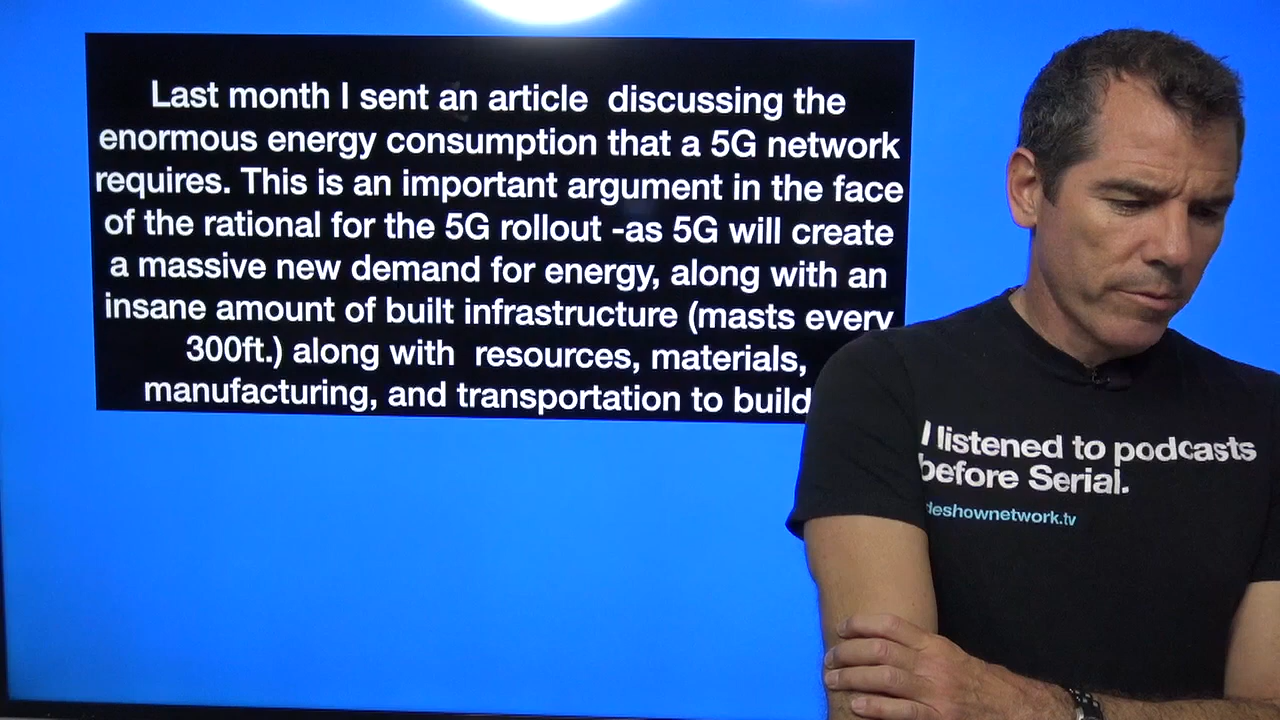 Last month I sent an article discussing the
enormous energy consumption that a 5G network
requires. This is an important argument in the face
of the rational for the 5G rollout -as 5G will create
a massive new demand for energy, along with an
insane amount of built infrastructure (masts every
300ft.) along with resources, materials,
manufacturing, and transportation to build
I listened to podcasts
before Serial.
deshownetwork.tv